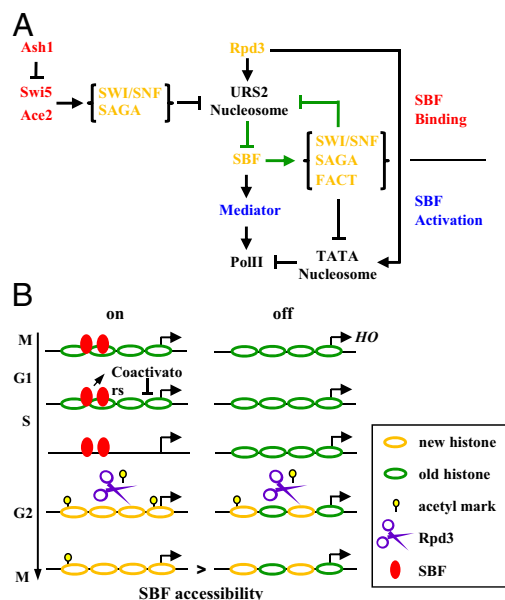 A
Ash1
Rpd3
Swi5
Ace2
SWI/SNF
SAGA
URS2
Nucleosome
SBF
Binding
SBF
SWI/SNF
SAGA
FACT
Mediator
SBF
Activation
PolII
TATA
Nucleosome
B
on
off
M
HO
G1
Coactivato
rs
S
G2
M
>
SBF accessibility
new histone
old histone
acetyl mark
Rpd3
SBF